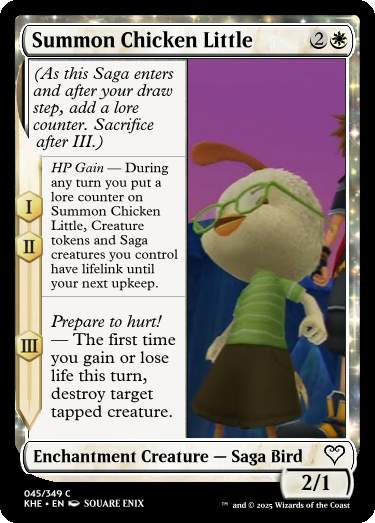 Summon Chicken Little 2
(As this Saga enters
and after your draw
step, add a lore
counter. Sacrifice
after III.)
I
II
HP Gain — During
any turn you put a
lore counter on
Summon Chicken
Little, Creature
tokens and Saga
creatures you control
have lifelink until
your next upkeep.
III
Prepare to hurt!
— The first time
you gain or lose
life this turn,
destroy target
tapped creature.
Enchantment Creature — Saga Bird
2/1
045/349 C
KHE • EN SQUARE ENIX
™ and © 2025 Wizards of the Coast